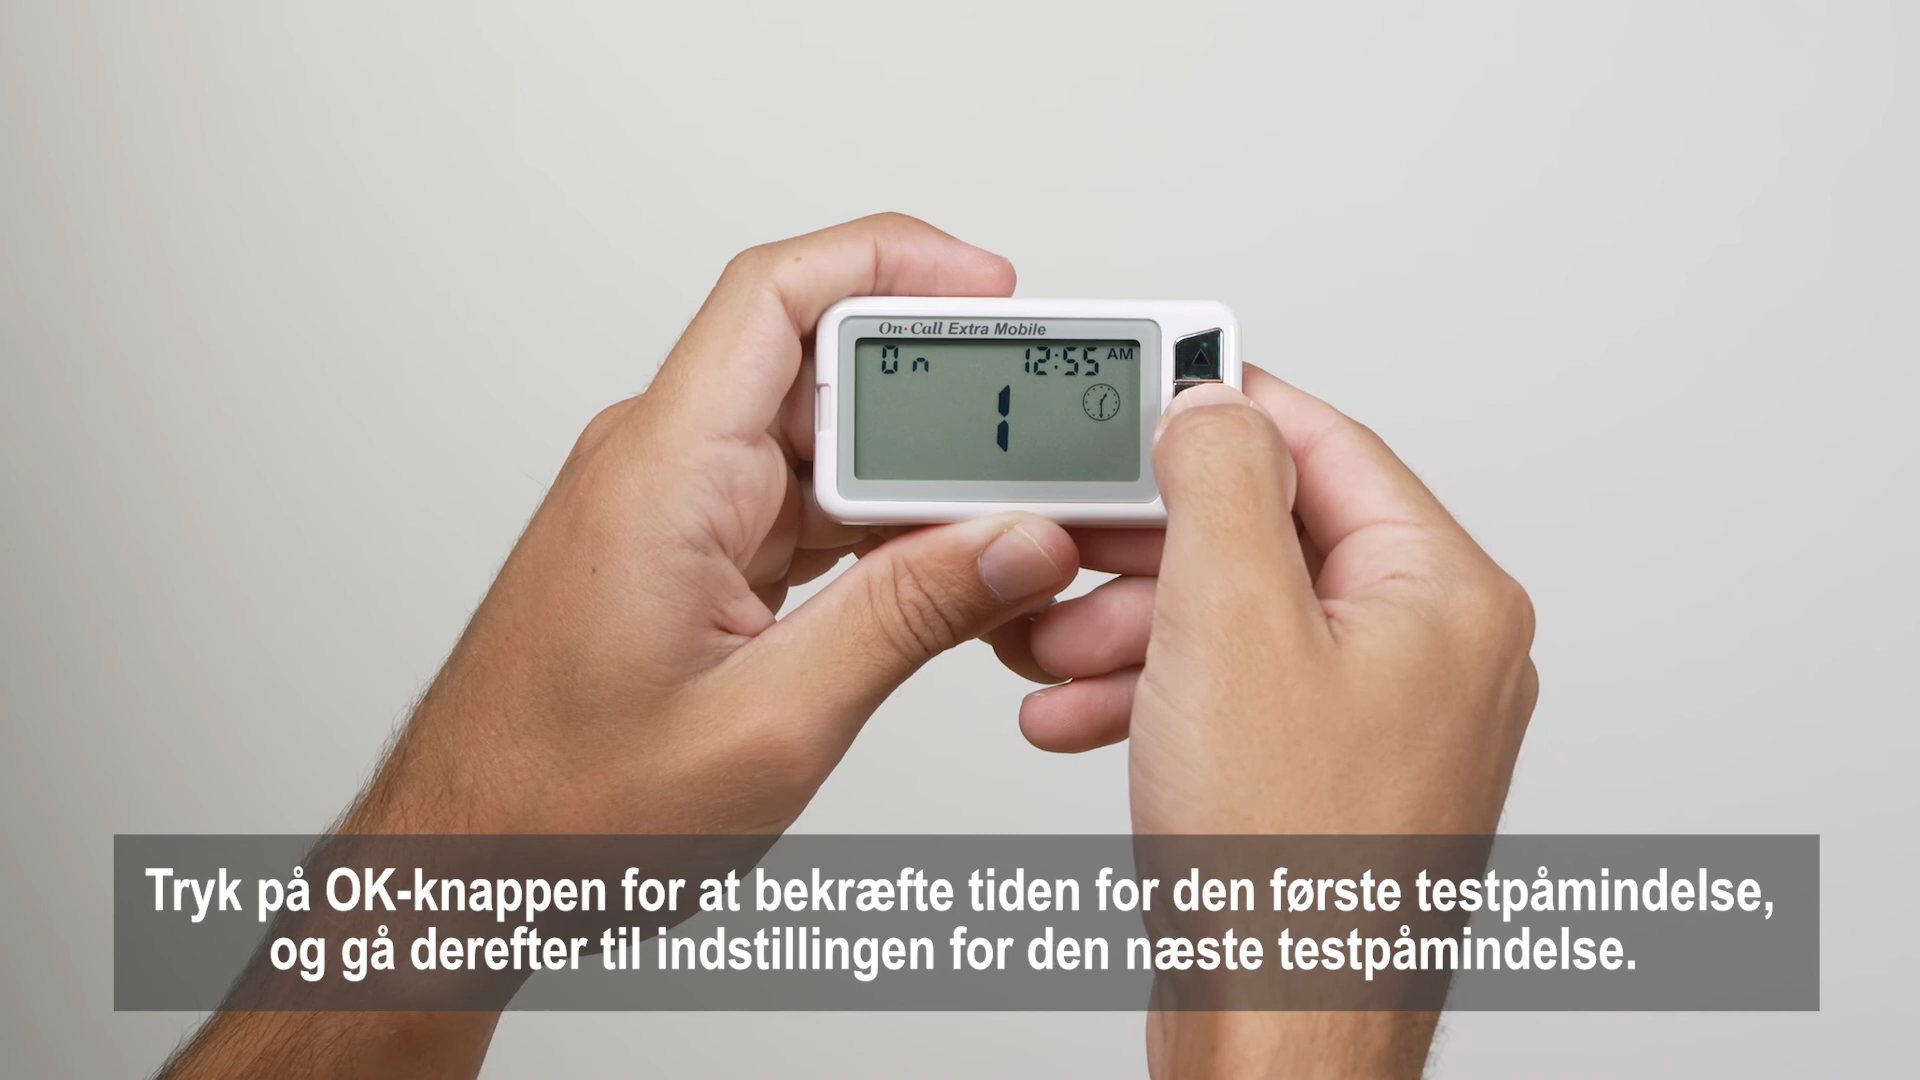 On·Call Extra Mobile
On 12:55 AM
1
Tryk på OK-knappen for at bekræfte tiden for den første testpåmindelse,
og gå derefter til indstillingen for den næste testpåmindelse.